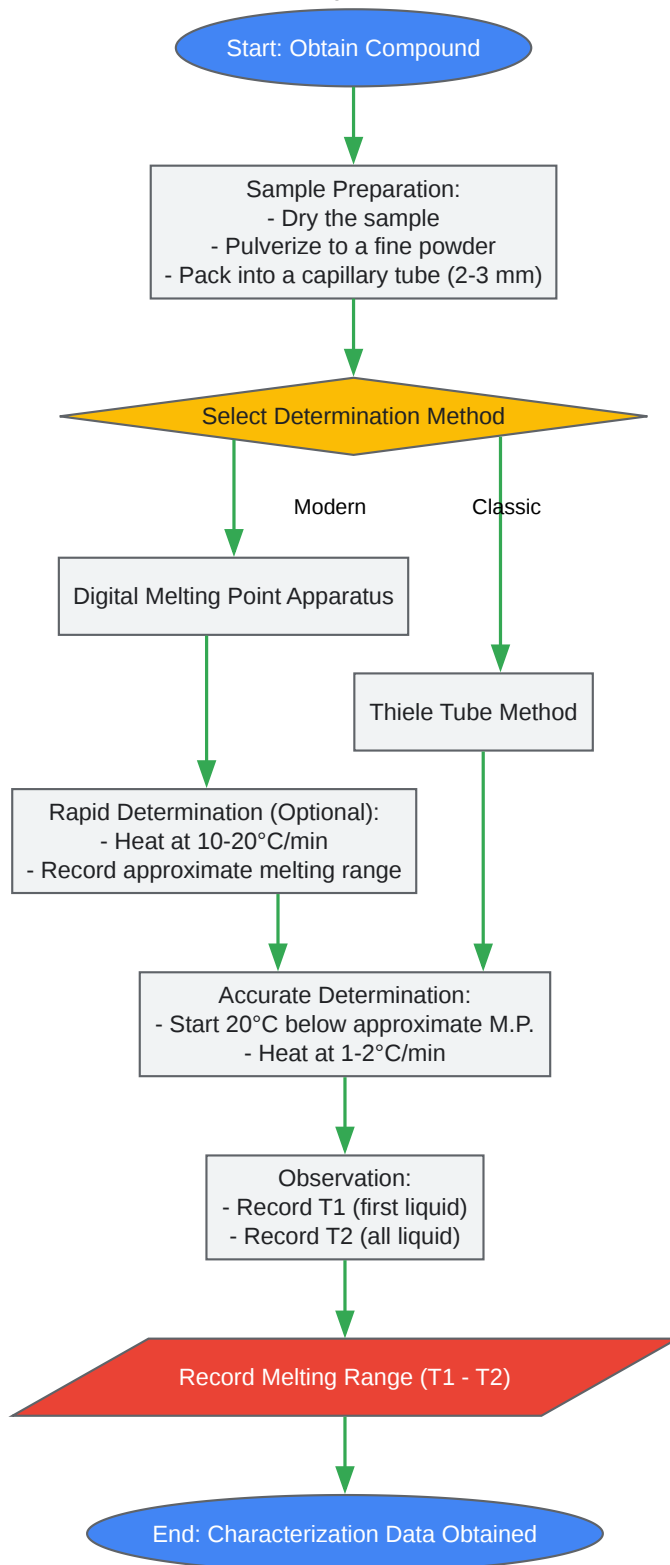 Start: Obtain Compound
Sample Preparation:
- Dry the sample
- Pulverize to a fine powder
- Pack into a capillary tube (2-3 mm)
Select Determination Method
Modern
Classic
Digital Melting Point Apparatus
Thiele Tube Method
Rapid Determination (Optional):
- Heat at 10-20°C/min
- Record approximate melting range
Accurate Determination:
- Start 20°C below approximate M.P.
- Heat at 1-2°C/min
Observation:
- Record T1 (first liquid)
- Record T2 (all liquid)
Record Melting Range (T1 - T2)
End: Characterization Data Obtained